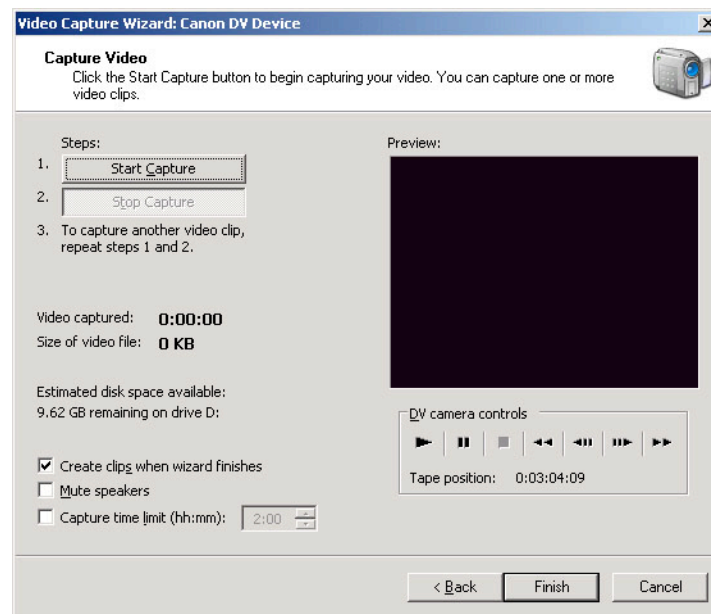 Video Capture Wizard: Canon DV Device
Capture Video
Click the Start Capture button to begin capturing your video. You can capture one or more
video clips.
Steps:
1. Start Capture
2. Stop Capture
3. To capture another video clip,
repeat steps 1 and 2.
Video captured: 0:00:00
Size of video file: 0 KB
Estimated disk space available:
9.62 GB remaining on drive D:
Create clips when wizard finishes
Mute speakers
Capture time limit (hh:mm): 2:00
Preview:
DV camera controls
Tape position: 0:03:04:09
< Back
Finish
Cancel